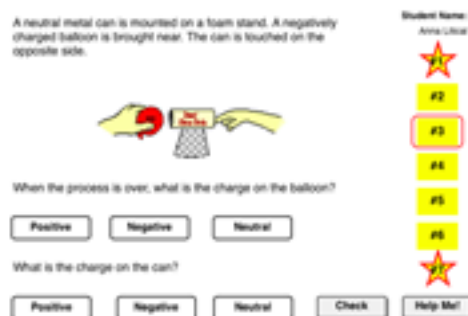 A neutral metal can is mounted on a foam stand. A negatively
charged balloon is brought near. The can is touched on the
opposite side.
Student Name:
#1
#2
#3
#4
#5
#6
#7
When the process is over, what is the charge on the balloon?
Positive Negative Neutral
What is the charge on the can?
Positive Negative Neutral Check Help Me!